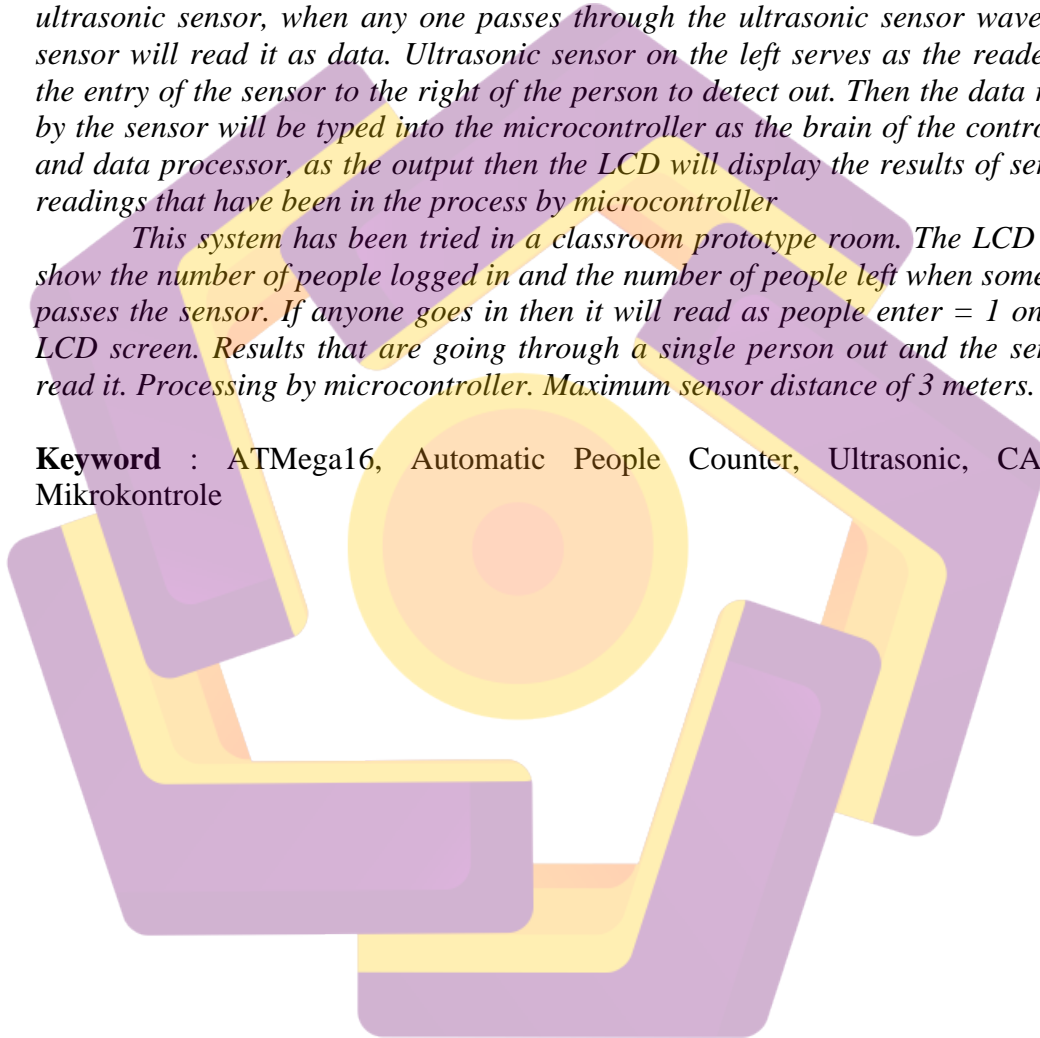 ultrasonic sensor, when any one passes through the ultrasonic sensor wave
sensor will read it as data. Ultrasonic sensor on the left serves as the reade
the entry of the sensor to the right of the person to detect out. Then the data
by the sensor will be typed into the microcontroller as the brain of the contro
and data processor, as the output then the LCD will display the results of se
readings that have been in the process by microcontroller
This system has been tried in a classroom prototype room. The LCD
show the number of people logged in and the number of people left when some
passes the sensor. If anyone goes in then it will read as people enter = 1 on
LCD screen. Results that are going through a single person out and the se
read it. Processing by microcontroller. Maximum sensor distance of 3 meters.
Keyword : ATMega16, Automatic People Counter, Ultrasonic, CA
Mikrokontrole